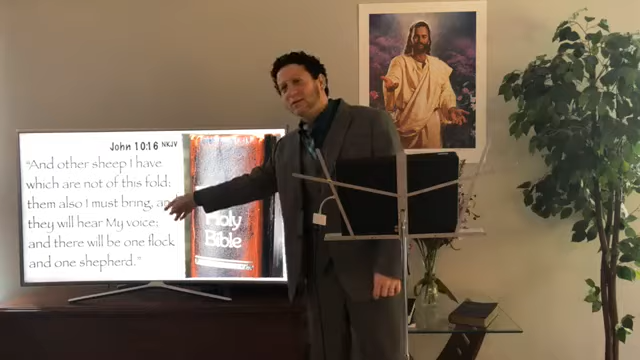 John 10:16 NKJV
"And other sheep I have
which are not of this fold;
them also I must bring, an
they will hear My voice;
and there will be one flock
and one shepherd."
Holy
Bible